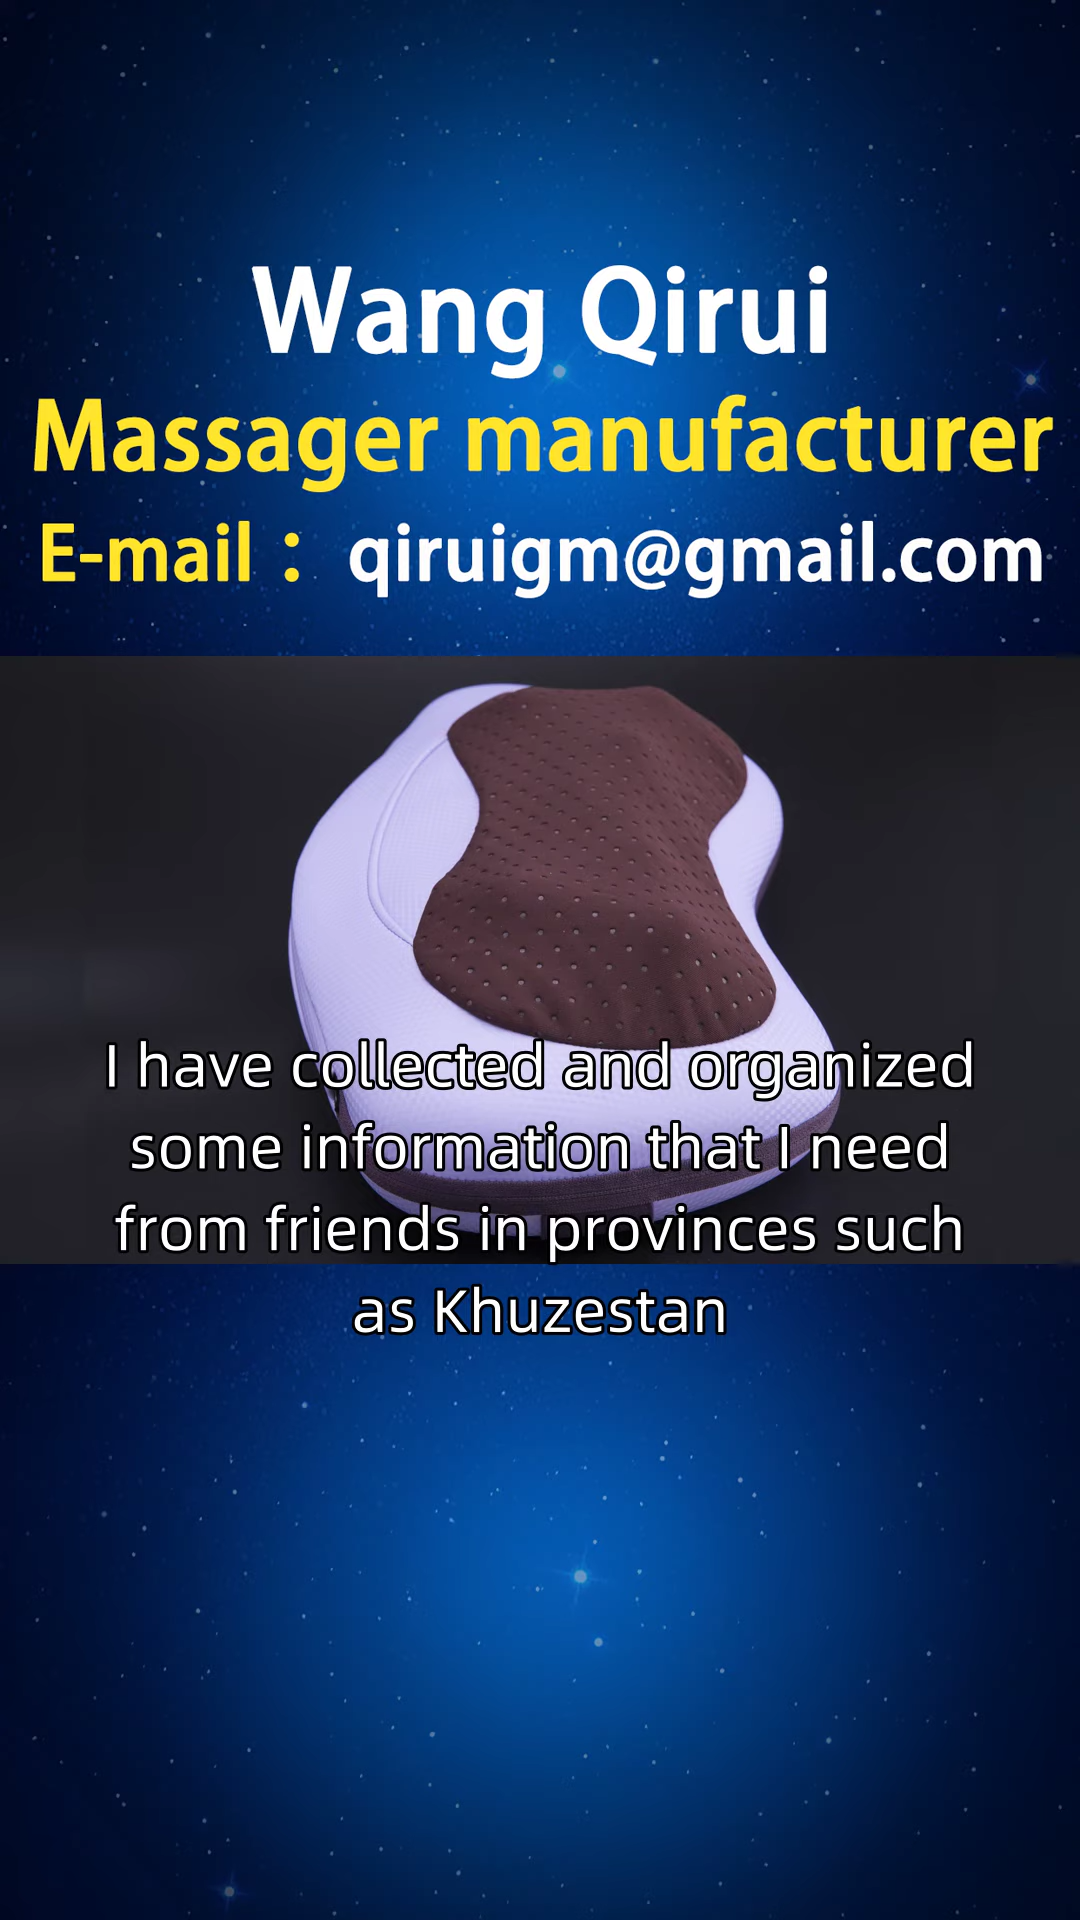 Wang Qirui
Massager manufacturer
E-mail： qiruigm@gmail.com
I have collected and organized
some information that I need
from friends in provinces such
as Khuzestan